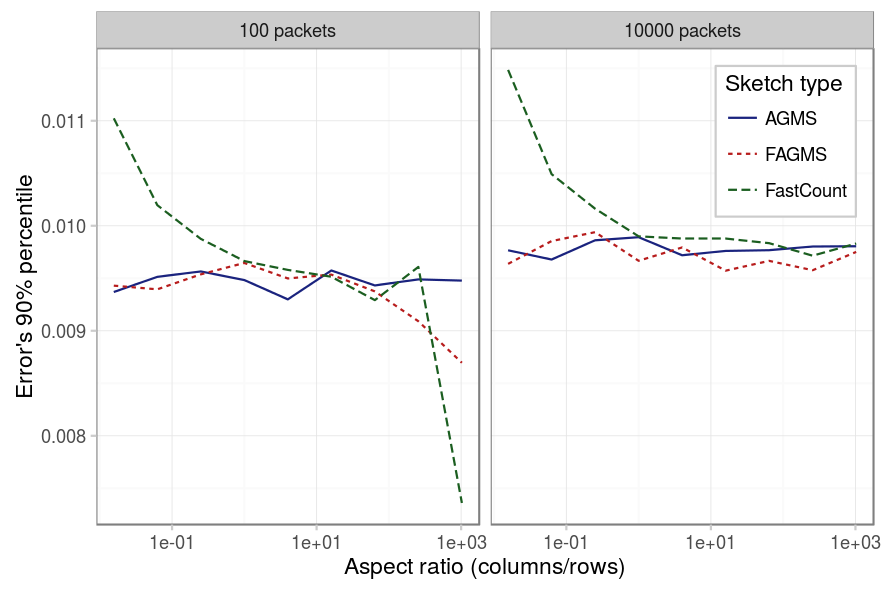 100 packets
10000 packets
Sketch type
AGMS
FAGMS
FastCount
Error's 90% percentile
0.011
0.010
0.009
0.008
1e-01
1e+01
1e+03
1e-01
1e+01
1e+03
Aspect ratio (columns/rows)